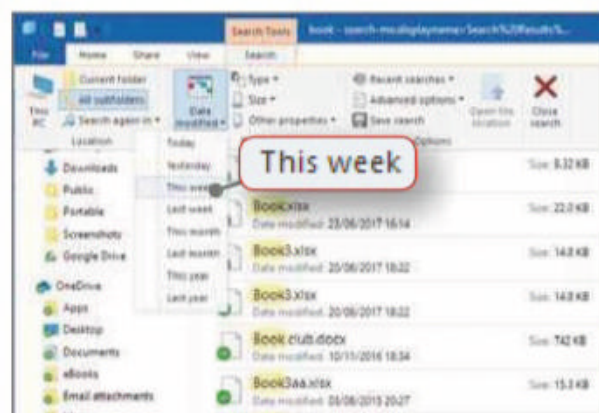 Search Tools book - search-ms:displayname=Search%20Results%...
File Home Share View Search
This PC
Current folder
All subfolders
Search again in
Location
Date modified
Type
Size
Other properties
Recent searches
Advanced options
Save search
Options
Open file location
Close search
Today
Yesterday
This week
Last week
This month
Last month
This year
Last year
This week
Downloads
Public
Portable
Screenshots
Google Drive
OneDrive
Apps
Desktop
Documents
eBooks
Email attachments
Size: 8.32 KB
Book.xlsx
Date modified: 23/06/2017 16:14
Size: 22.0 KB
Book3.xlsx
Date modified: 20/06/2017 18:22
Size: 14.8 KB
Book3.xlsx
Date modified: 20/06/2017 18:22
Size: 14.8 KB
Book club.docx
Date modified: 10/11/2016 18:34
Size: 742 KB
Book3aa.xlsx
Date modified: 03/08/2015 20:27
Size: 15.3 KB